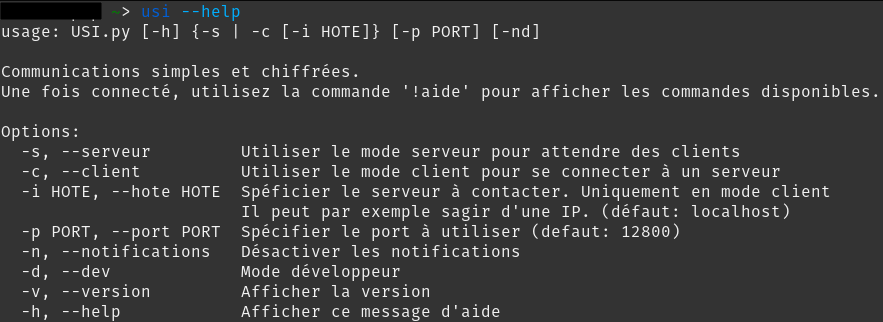 ~> usi --help
usage: USI.py [-h] {-s | -c [-i HOTE]} [-p PORT] [-nd]
Communications simples et chiffrées.
Une fois connecté, utilisez la commande '!aide' pour afficher les commandes disponibles.
Options:
-s, --serveur Utiliser le mode serveur pour attendre des clients
-c, --client Utiliser le mode client pour se connecter à un serveur
-i HOTE, --hote HOTE Spéficier le serveur à contacter. Uniquement en mode client
Il peut par exemple sagir d'une IP. (défaut: localhost)
-p PORT, --port PORT Spécifier le port à utiliser (defaut: 12800)
-n, --notifications Désactiver les notifications
-d, --dev Mode développeur
-v, --version Afficher la version
-h, --help Afficher ce message d'aide